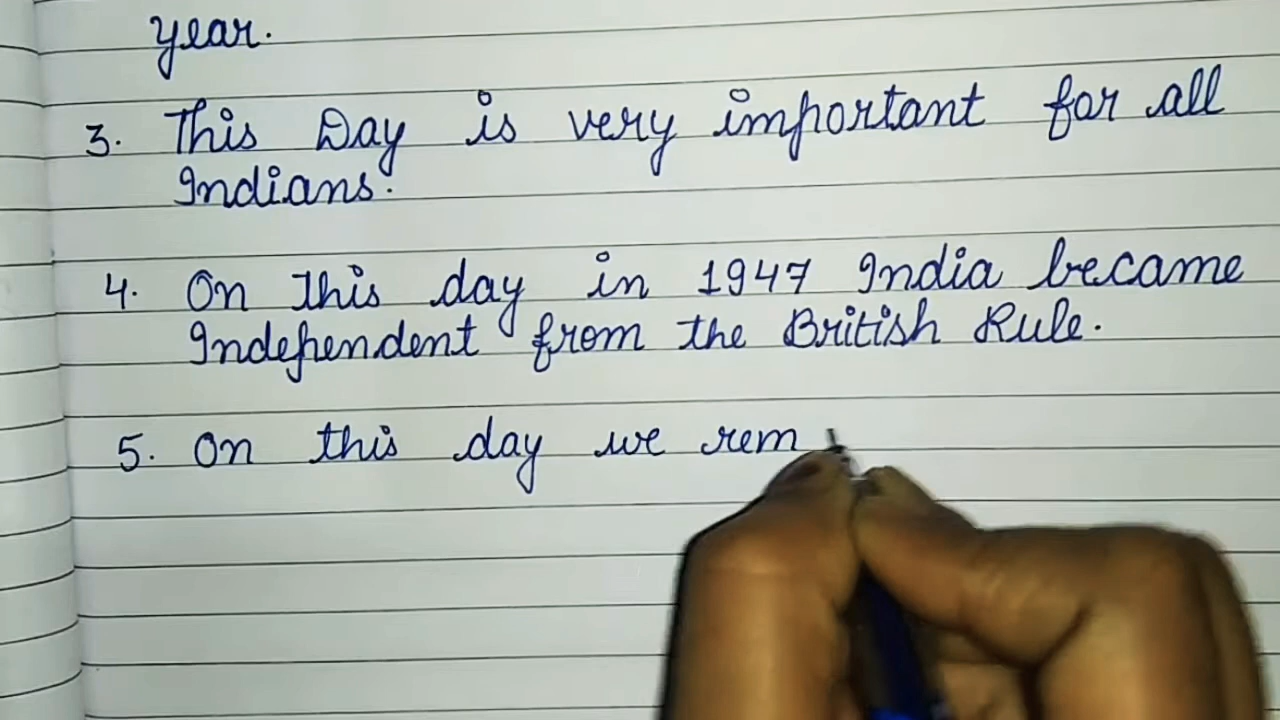 year.
3. This Day is very important for all
Indians.
4. On This day in 1947 India became
Independent from the British Rule.
5. On this day we rem